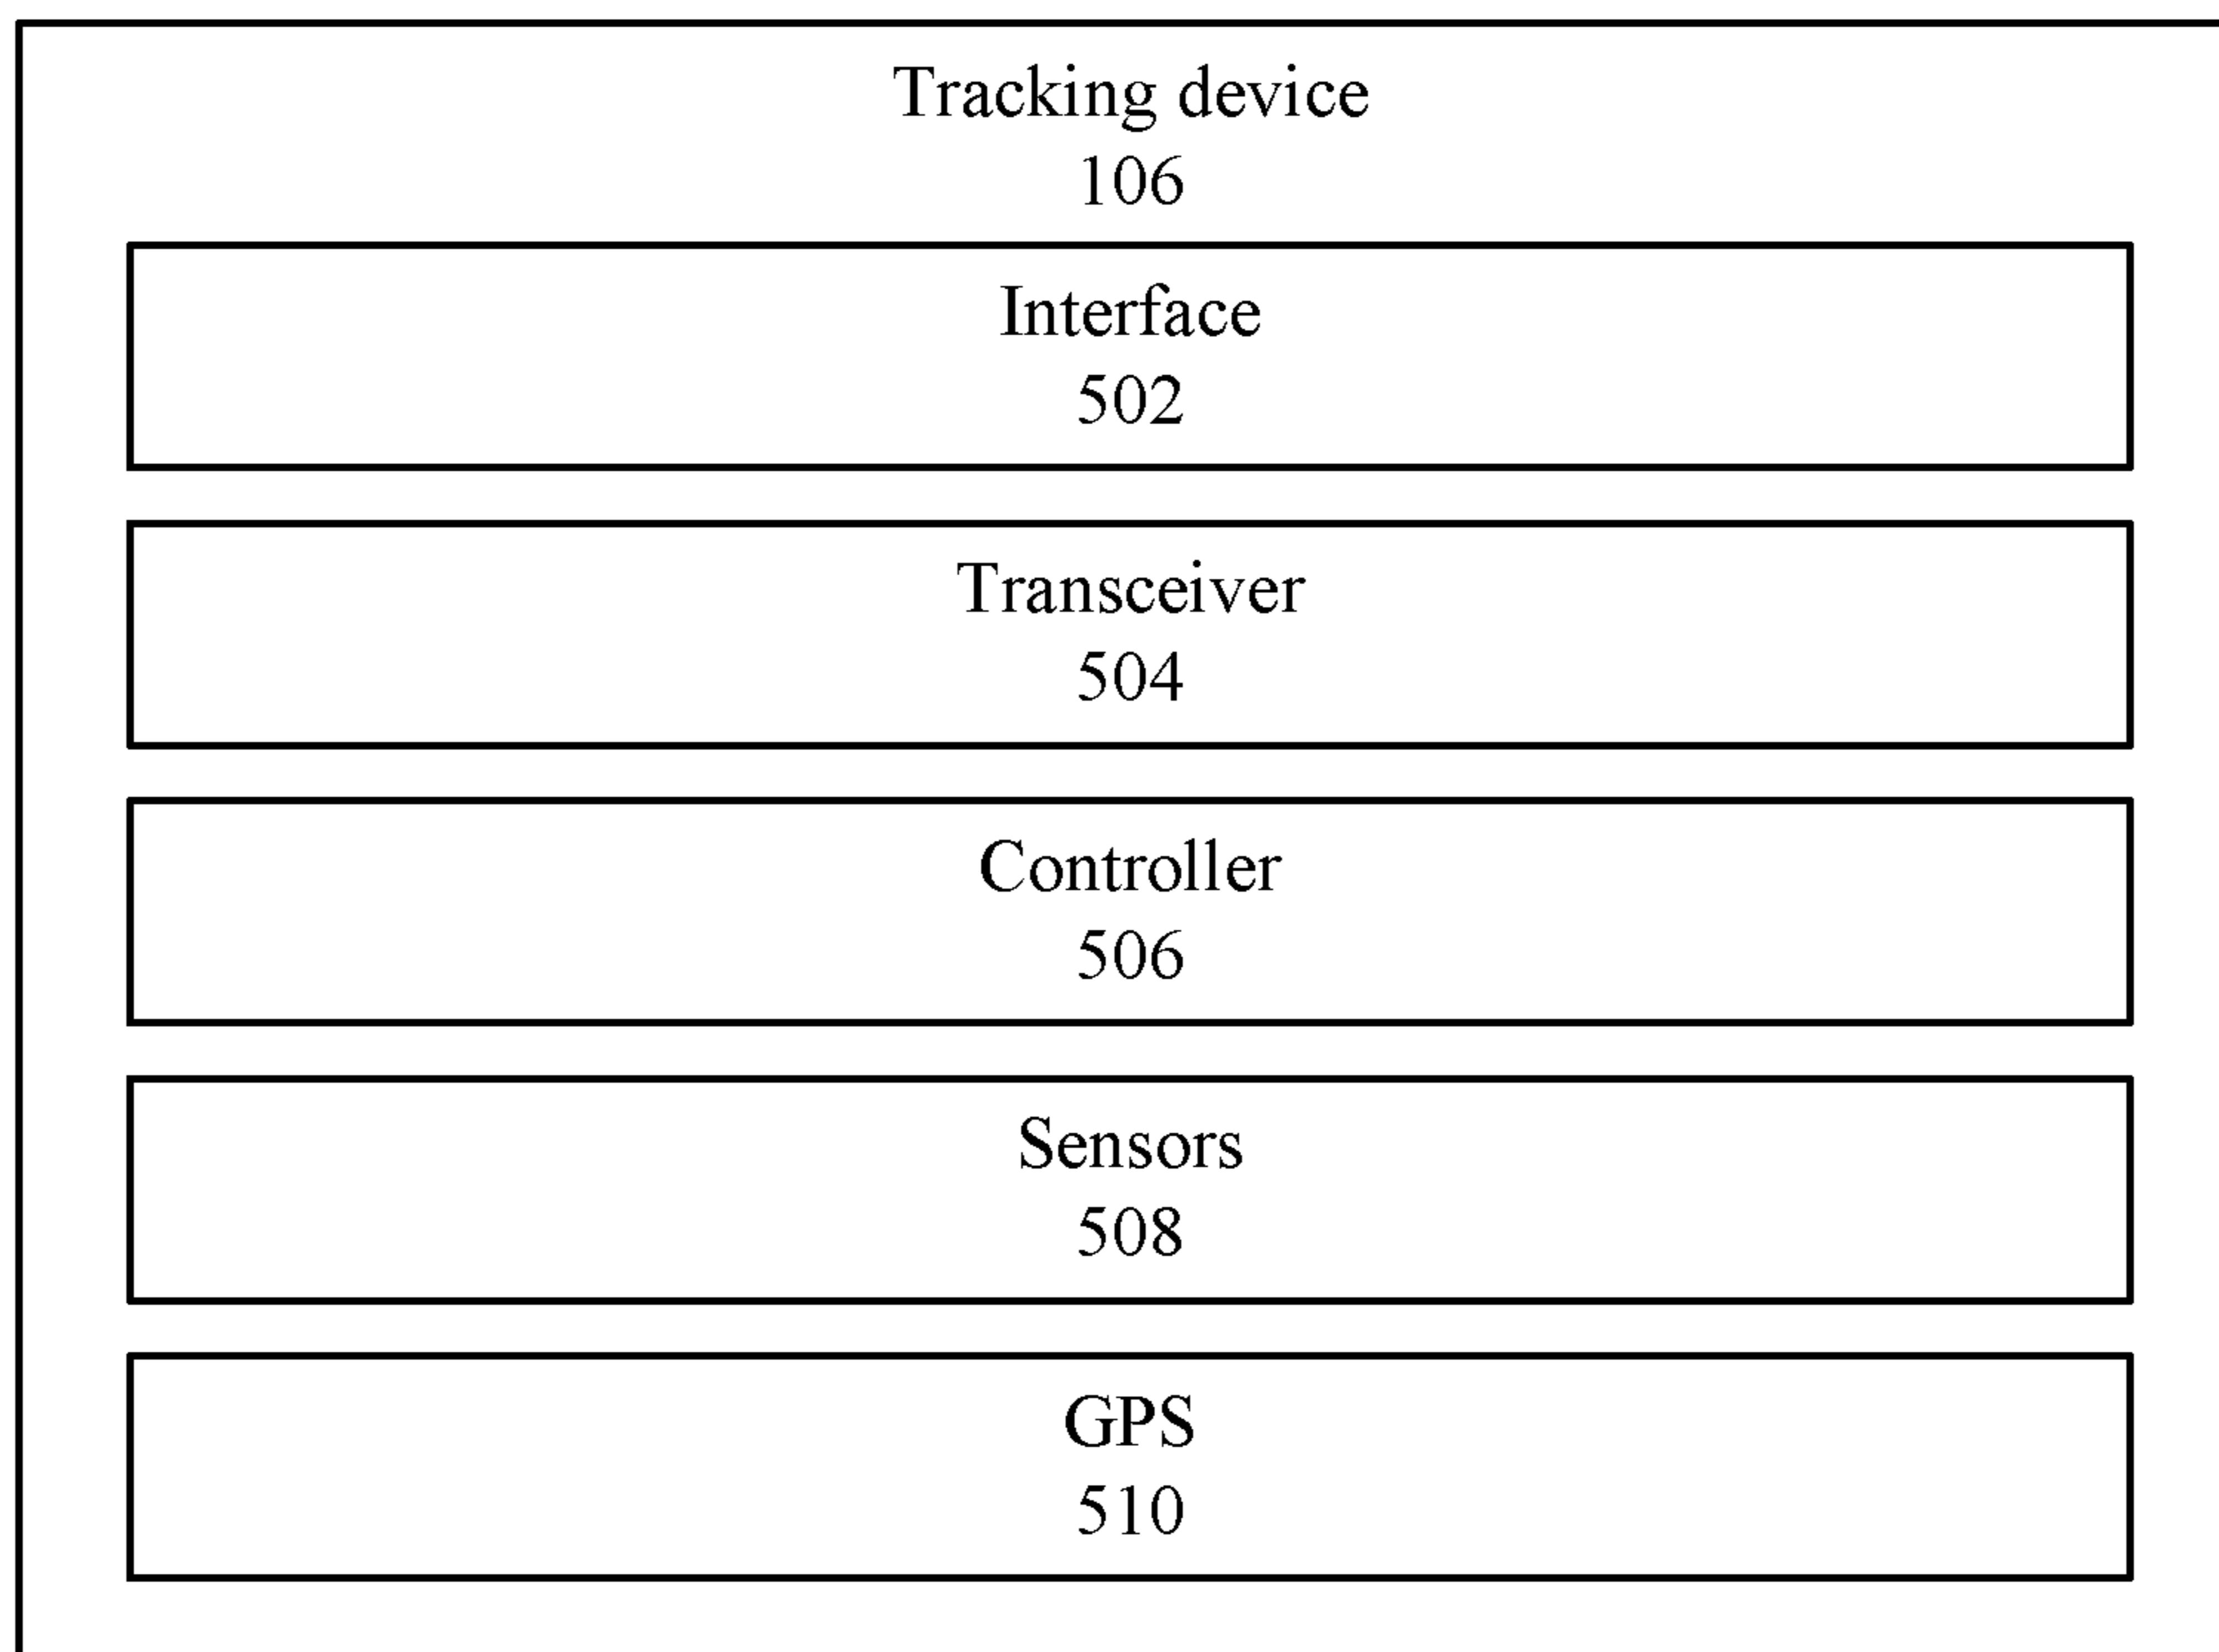 Tracking device
106
Interface
502
Transceiver
504
Controller
506
Sensors
508
GPS
510